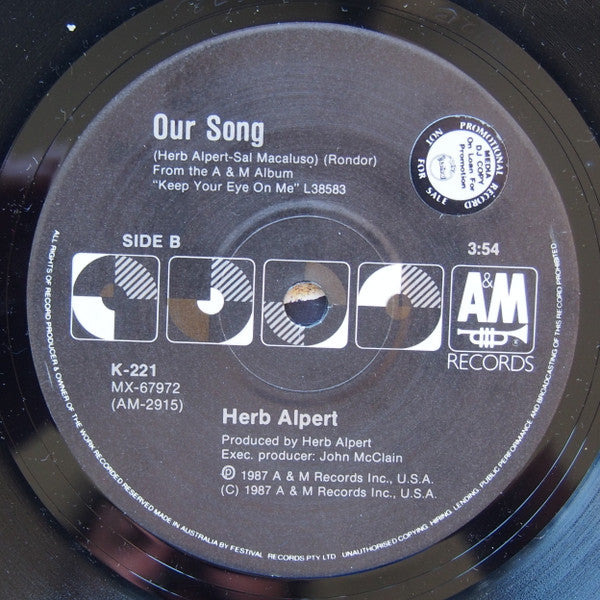 Our Song
(Herb Alpert-Sal Macaluso) (Rondor)
From the A & M Album
"Keep Your Eye On Me" L38583
PROMOTIONAL RECORD
NOT FOR SALE
MEDIA
DJ COPY
On Loan For
Promotion
SIDE B
3:54
A&M
RECORDS
K-221
MX-67972
(AM-2915)
Herb Alpert
Produced by Herb Alpert
Exec. producer: John McClain
Ⓟ 1987 A & M Records Inc., U.S.A.
(C) 1987 A & M Records Inc., U.S.A.
ALL RIGHTS OF RECORD PRODUCER & OWNER OF THE WORK RECORDED MADE IN AUSTRALIA BY FESTIVAL RECORDS PTY LTD. UNAUTHORISED COPYING, HIRING, LENDING, PUBLIC PERFORMANCE AND BROADCASTING OF THIS RECORD PROHIBITED.